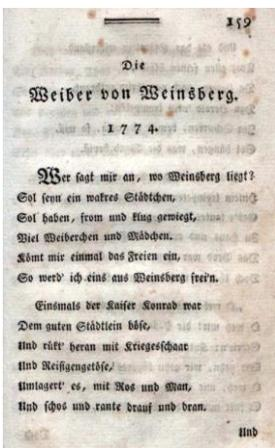 159
Die
Weiber von Weinsberg.
1774.
Wer sagt mir an, wo Weinsberg liegt?
Sol seyn ein wakres Städtchen,
Sol haben, from und klug gewiegt,
Viel Weiberchen und Mädchen.
Kömt mir einmal das Freien ein,
So werd' ich eins aus Weinsberg frei'n.
Einsmals der Kaiser Konrad war
Dem guten Städtlein böse,
Und rükt' heran mit Kriegesschaar
Und Reisigengetöse,
Umlagert' es, mit Ros und Man,
Und schos und rante drauf und dran.
Und